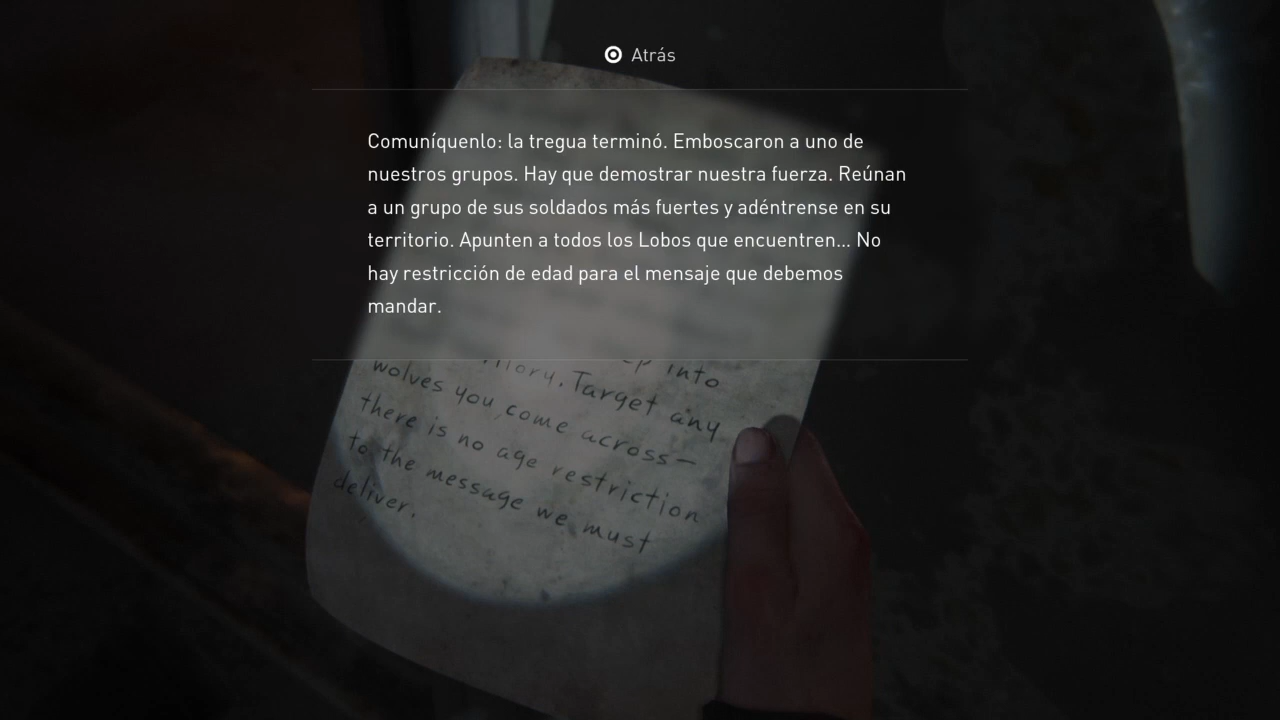 Atrás
Comuníquenlo: la tregua terminó. Emboscaron a uno de
nuestros grupos. Hay que demostrar nuestra fuerza. Reúnan
a un grupo de sus soldados más fuertes y adéntrense en su
territorio. Apunten a todos los Lobos que encuentren... No
hay restricción de edad para el mensaje que debemos
mandar.
into
Target any
wolves you come across—
there is no age restriction
to the message we must
deliver.